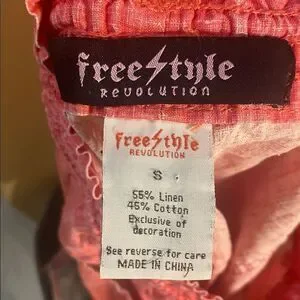 freestyle
REVOLUTION
freestyle
REVOLUTION
S
55% Linen
45% Cotton
Exclusive of
decoration
See reverse for care
MADE IN CHINA